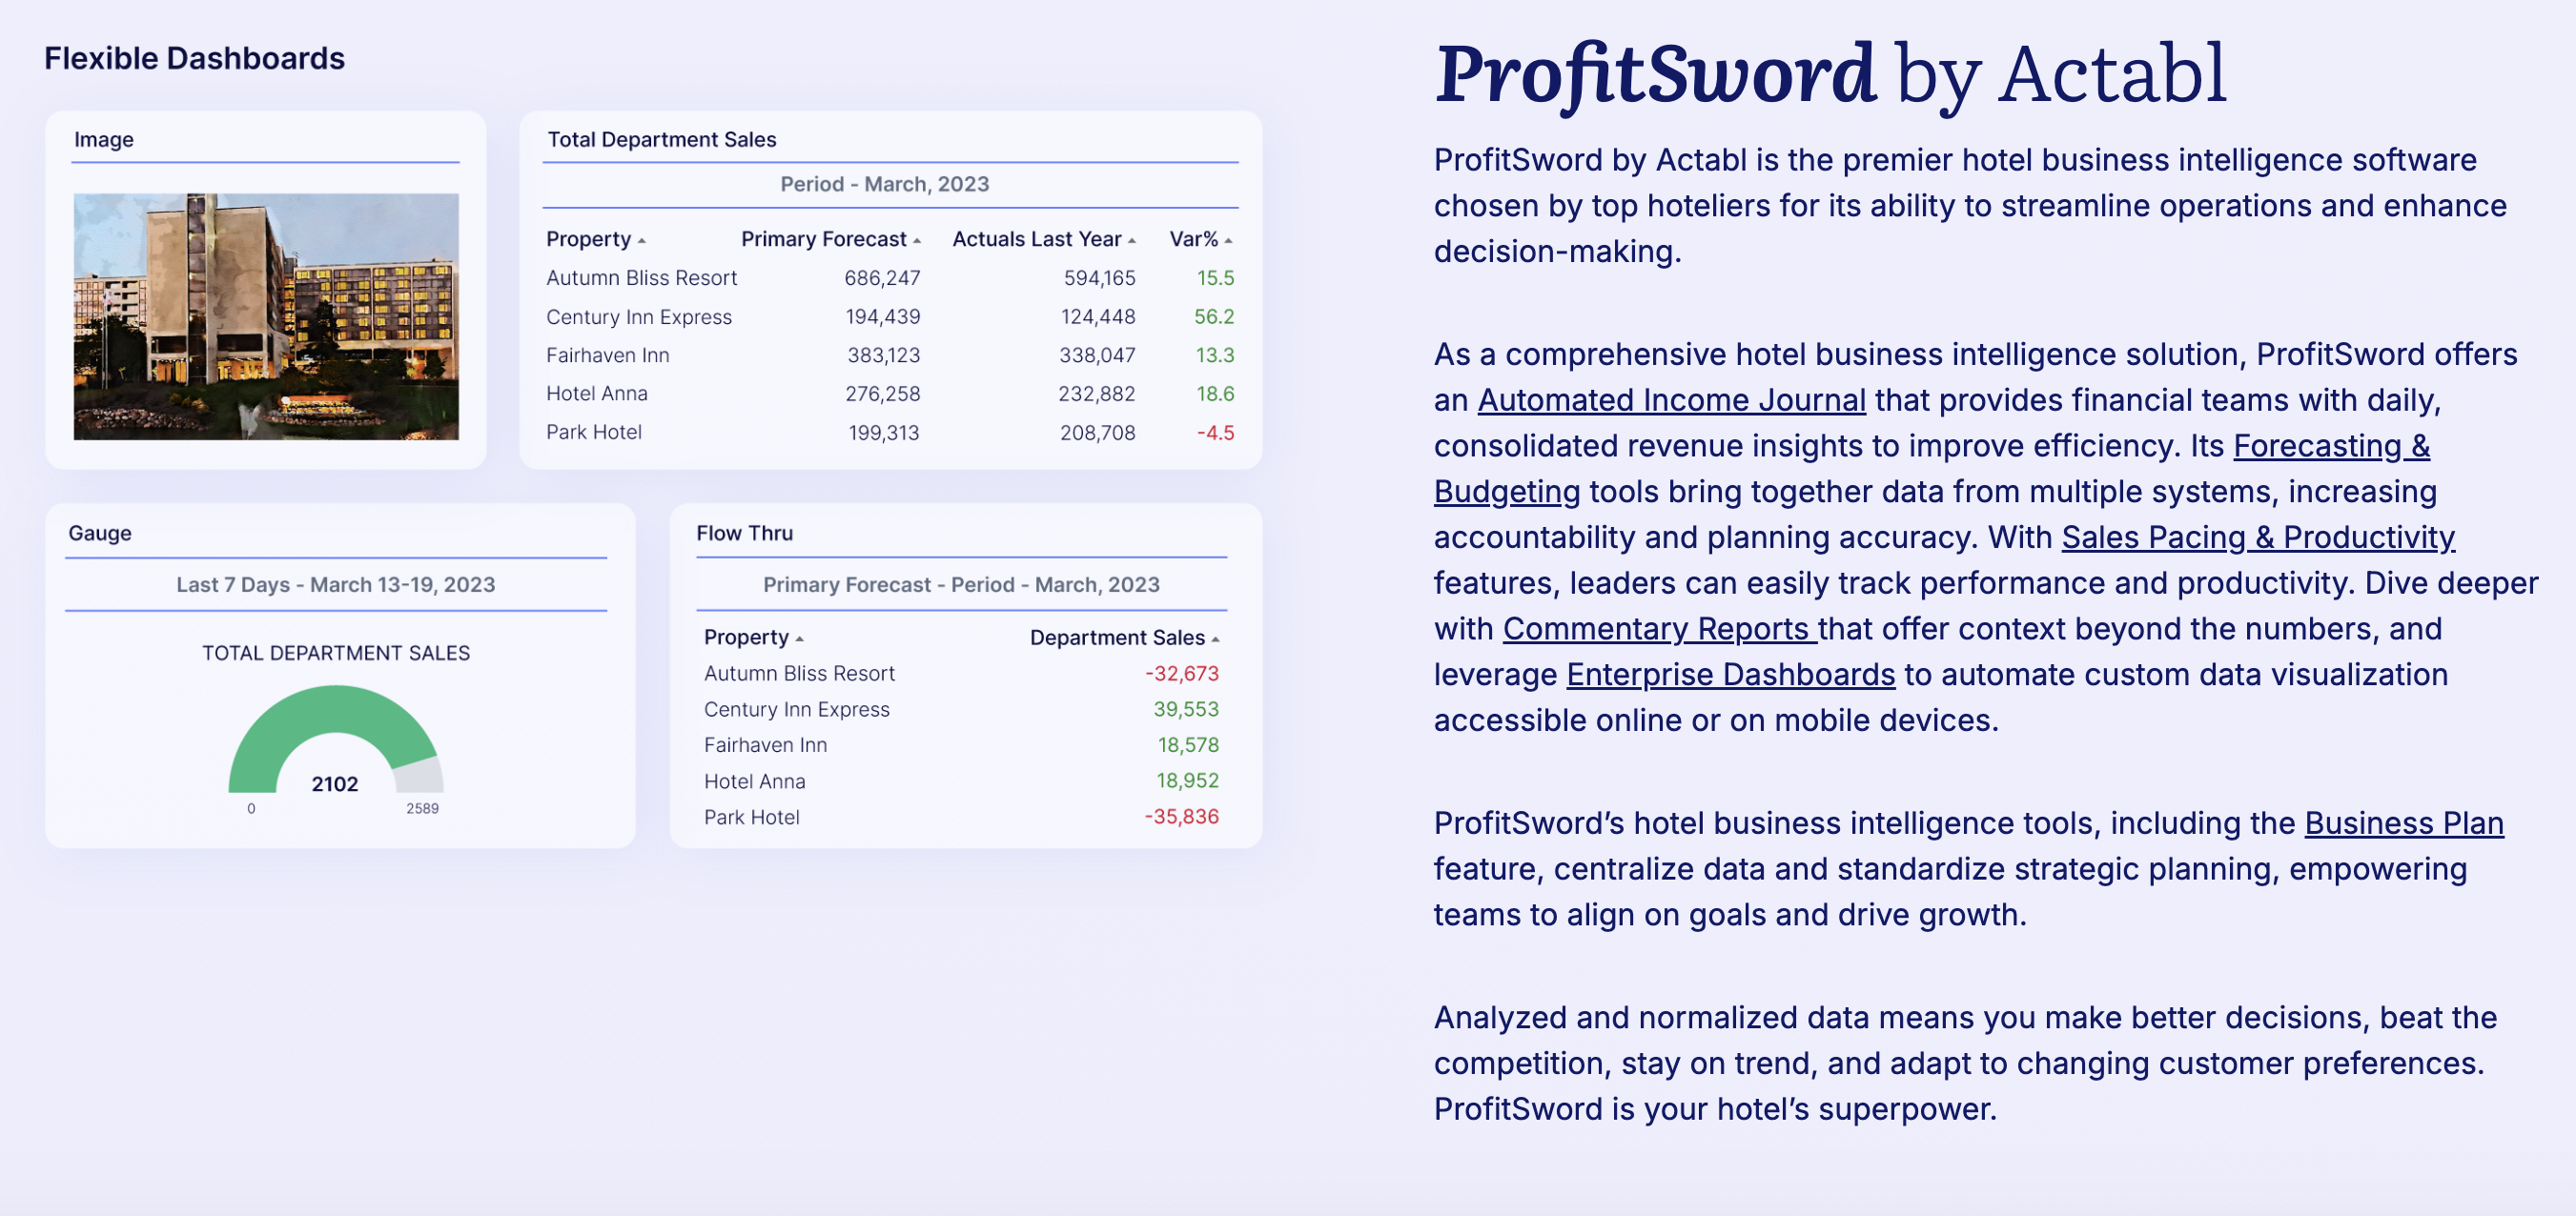 Flexible Dashboards
Image
Total Department Sales
Period - March, 2023
Property Primary Forecast Actuals Last Year Var%
Autumn Bliss Resort 686,247 594,165 15.5
Century Inn Express 194,439 124,448 56.2
Fairhaven Inn 383,123 338,047 13.3
Hotel Anna 276,258 232,882 18.6
Park Hotel 199,313 208,708 -4.5
Gauge
Last 7 Days - March 13-19, 2023
TOTAL DEPARTMENT SALES
2102
0 2589
Flow Thru
Primary Forecast - Period - March, 2023
Property Department Sales
Autumn Bliss Resort -32,673
Century Inn Express 39,553
Fairhaven Inn 18,578
Hotel Anna 18,952
Park Hotel -35,836
ProfitSword by Actabl
ProfitSword by Actabl is the premier hotel business intelligence software
chosen by top hoteliers for its ability to streamline operations and enhance
decision-making.
As a comprehensive hotel business intelligence solution, ProfitSword offers
an Automated Income Journal that provides financial teams with daily,
consolidated revenue insights to improve efficiency. Its Forecasting &
Budgeting tools bring together data from multiple systems, increasing
accountability and planning accuracy. With Sales Pacing & Productivity
features, leaders can easily track performance and productivity. Dive deeper
with Commentary Reports that offer context beyond the numbers, and
leverage Enterprise Dashboards to automate custom data visualization
accessible online or on mobile devices.
ProfitSword’s hotel business intelligence tools, including the Business Plan
feature, centralize data and standardize strategic planning, empowering
teams to align on goals and drive growth.
Analyzed and normalized data means you make better decisions, beat the
competition, stay on trend, and adapt to changing customer preferences.
ProfitSword is your hotel’s superpower.